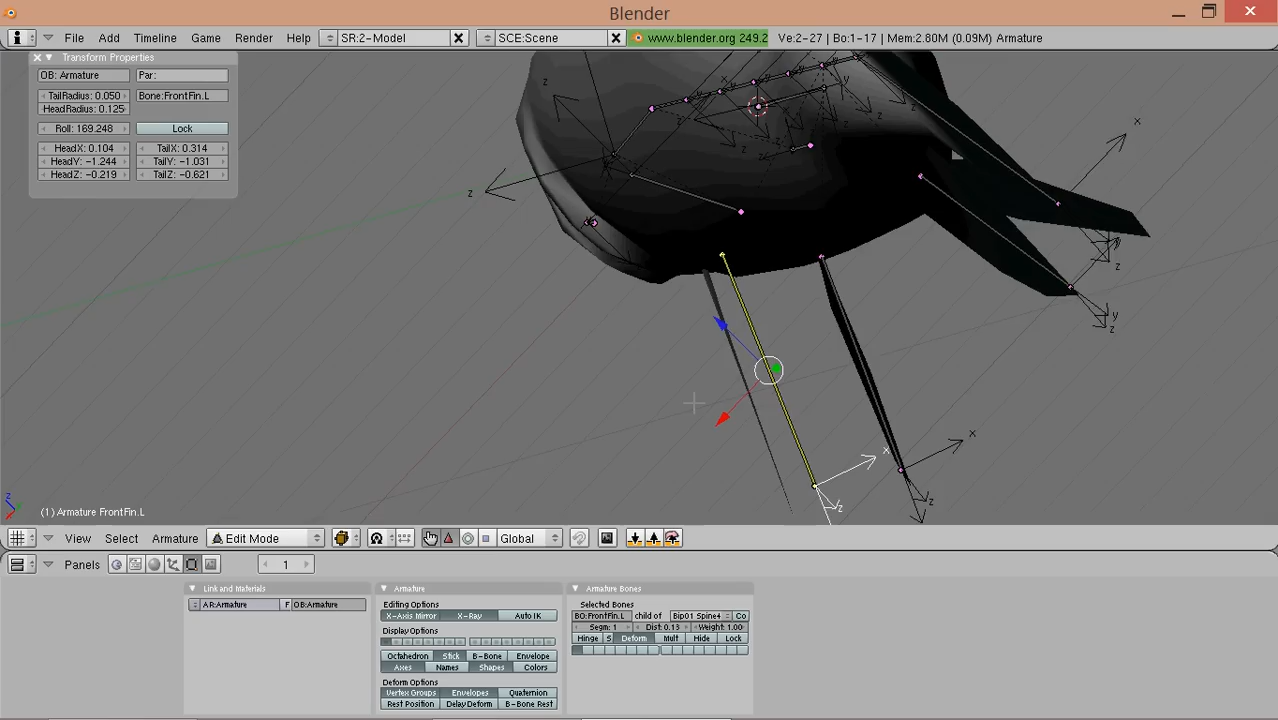 Blender
File Add Timeline Game Render Help SR:2-Model SCE:Scene www.blender.org 249.2 Ve:2-27 | Bo:1-17 | Mem:2.80M (0.09M) Armature
Transform Properties
OB: Armature Par:
TailRadius: 0.050 Bone:FrontFin.L
HeadRadius: 0.125
Roll: 169.248 Lock
HeadX: 0.104 TailX: 0.314
HeadY: -1.244 TailY: -1.031
HeadZ: -0.219 TailZ: -0.621
(1) Armature FrontFin.L
View Select Armature Edit Mode Global
Panels 1
Link and Materials
AR:Armature F OB:Armature
Armature
Editing Options
X-Axis Mirror X-Ray Auto IK
Display Options
Octahedron Stick B-Bone Envelope
Axes Names Shapes Colors
Deform Options
Vertex Groups Envelopes Quaternion
Rest Position Delay Deform B-Bone Rest
Armature Bones
Selected Bones
BO:FrontFin.L child of Bip01 Spine4 Co
Segm: 1 Dist: 0.13 Weight: 1.00
Hinge S Deform Mult Hide Lock